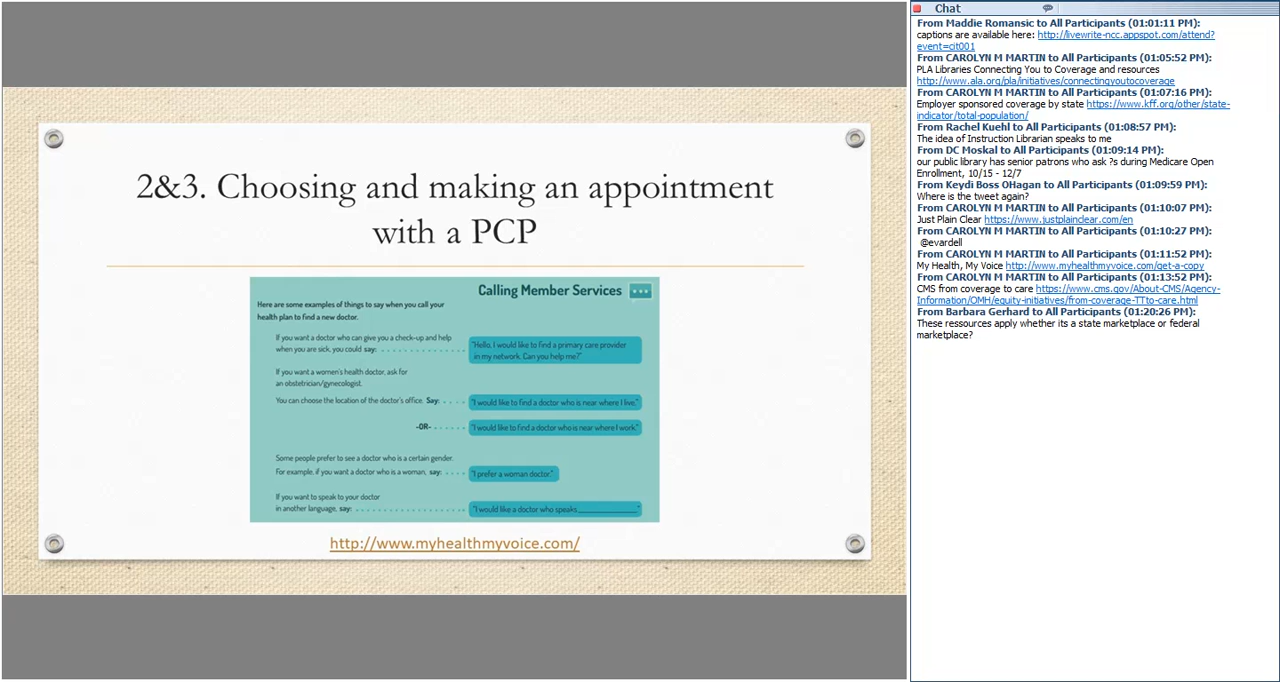 2&3. Choosing and making an appointment
with a PCP
Calling Member Services
Here are some examples of things to say when you call your
health plan to find a new doctor.
If you want a doctor who can give you a check-up and help
when you are sick, you could say:
"Hello. I would like to find a primary care provider
in my network. Can you help me?"
If you want a women's health doctor, ask for
an obstetrician/gynecologist.
You can choose the location of the doctor's office. Say:
"I would like to find a doctor who is near where I live."
-OR-
"I would like to find a doctor who is near where I work."
Some people prefer to see a doctor who is a certain gender.
For example, if you want a doctor who is a woman, say:
"I prefer a woman doctor."
If you want to speak to your doctor
in another language, say:
"I would like a doctor who speaks____________."
http://www.myhealthmyvoice.com/
Chat
From Maddie Romansic to All Participants (01:01:11 PM):
captions are available here: http://livewrite-ncc.appspot.com/attend?
event=cit001
From CAROLYN M MARTIN to All Participants (01:05:52 PM):
PLA Libraries Connecting You to Coverage and resources
http://www.ala.org/pla/initiatives/connectingyoutocoverage
From CAROLYN M MARTIN to All Participants (01:07:16 PM):
Employer sponsored coverage by state https://www.kff.org/other/state-
indicator/total-population/
From Rachel Kuehl to All Participants (01:08:57 PM):
The idea of Instruction Librarian speaks to me
From DC Moskal to All Participants (01:09:14 PM):
our public library has senior patrons who ask ?s during Medicare Open
Enrollment, 10/15 - 12/7
From Keydi Boss OHagan to All Participants (01:09:59 PM):
Where is the tweet again?
From CAROLYN M MARTIN to All Participants (01:10:07 PM):
Just Plain Clear https://www.justplainclear.com/en
From CAROLYN M MARTIN to All Participants (01:10:27 PM):
@evardell
From CAROLYN M MARTIN to All Participants (01:11:52 PM):
My Health, My Voice http://www.myhealthmyvoice.com/get-a-copy
From CAROLYN M MARTIN to All Participants (01:13:52 PM):
CMS from coverage to care https://www.cms.gov/About-CMS/Agency-
Information/OMH/equity-initiatives/from-coverage-TTto-care.html
From Barbara Gerhard to All Participants (01:20:26 PM):
These ressources apply whether its a state marketplace or federal
marketplace?